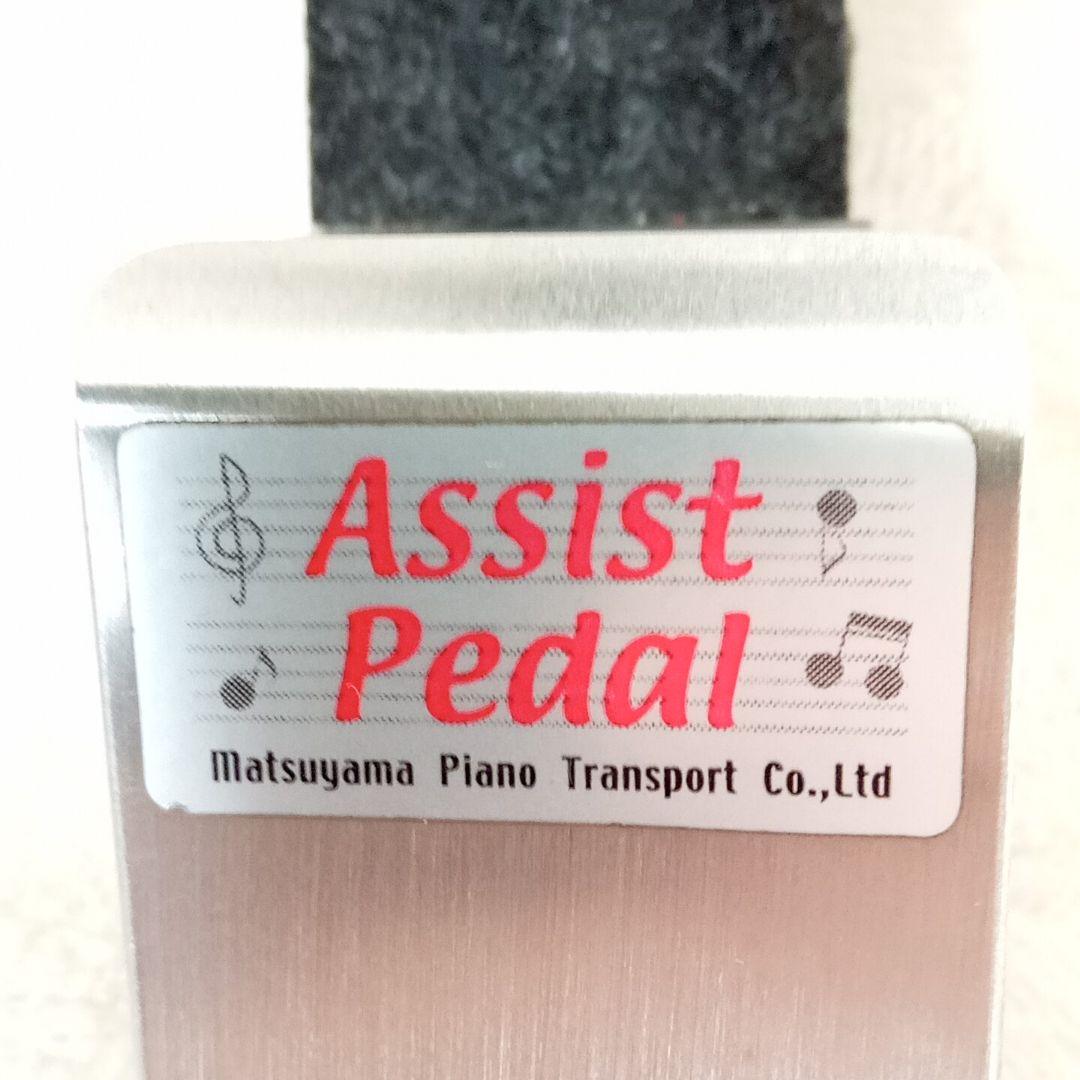 Assist
Pedal
Matsuyama Piano Transport Co.,Ltd